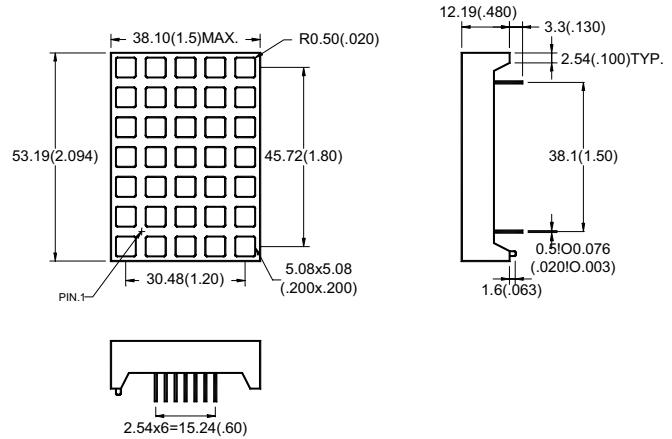 38.10(1.5)MAX.
R0.50(.020)
53.19(2.094)
45.72(1.80)
30.48(1.20)
5.08x5.08
(.200x.200)
PIN.1
12.19(.480)
3.3(.130)
2.54(.100)TYP.
38.1(1.50)
0.5!O0.076
(.020!O.003)
1.6(.063)
2.54x6=15.24(.60)